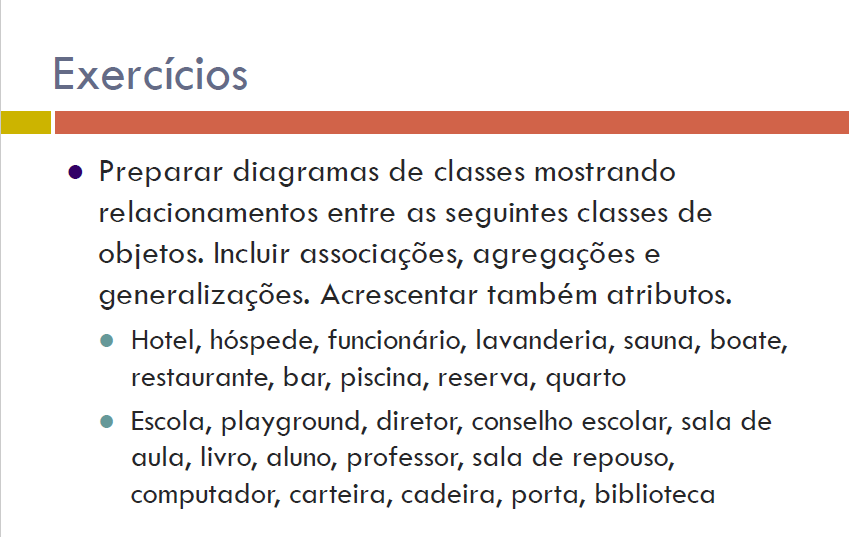 Exercícios
Preparar diagramas de classes mostrando
relacionamentos entre as seguintes classes de
objetos. Incluir associações, agregações e
generalizações. Acrescentar também atributos.
Hotel, hóspede, funcionário, lavanderia, sauna, boate,
restaurante, bar, piscina, reserva, quarto
Escola, playground, diretor, conselho escolar, sala de
aula, livro, aluno, professor, sala de repouso,
computador, carteira, cadeira, porta, biblioteca